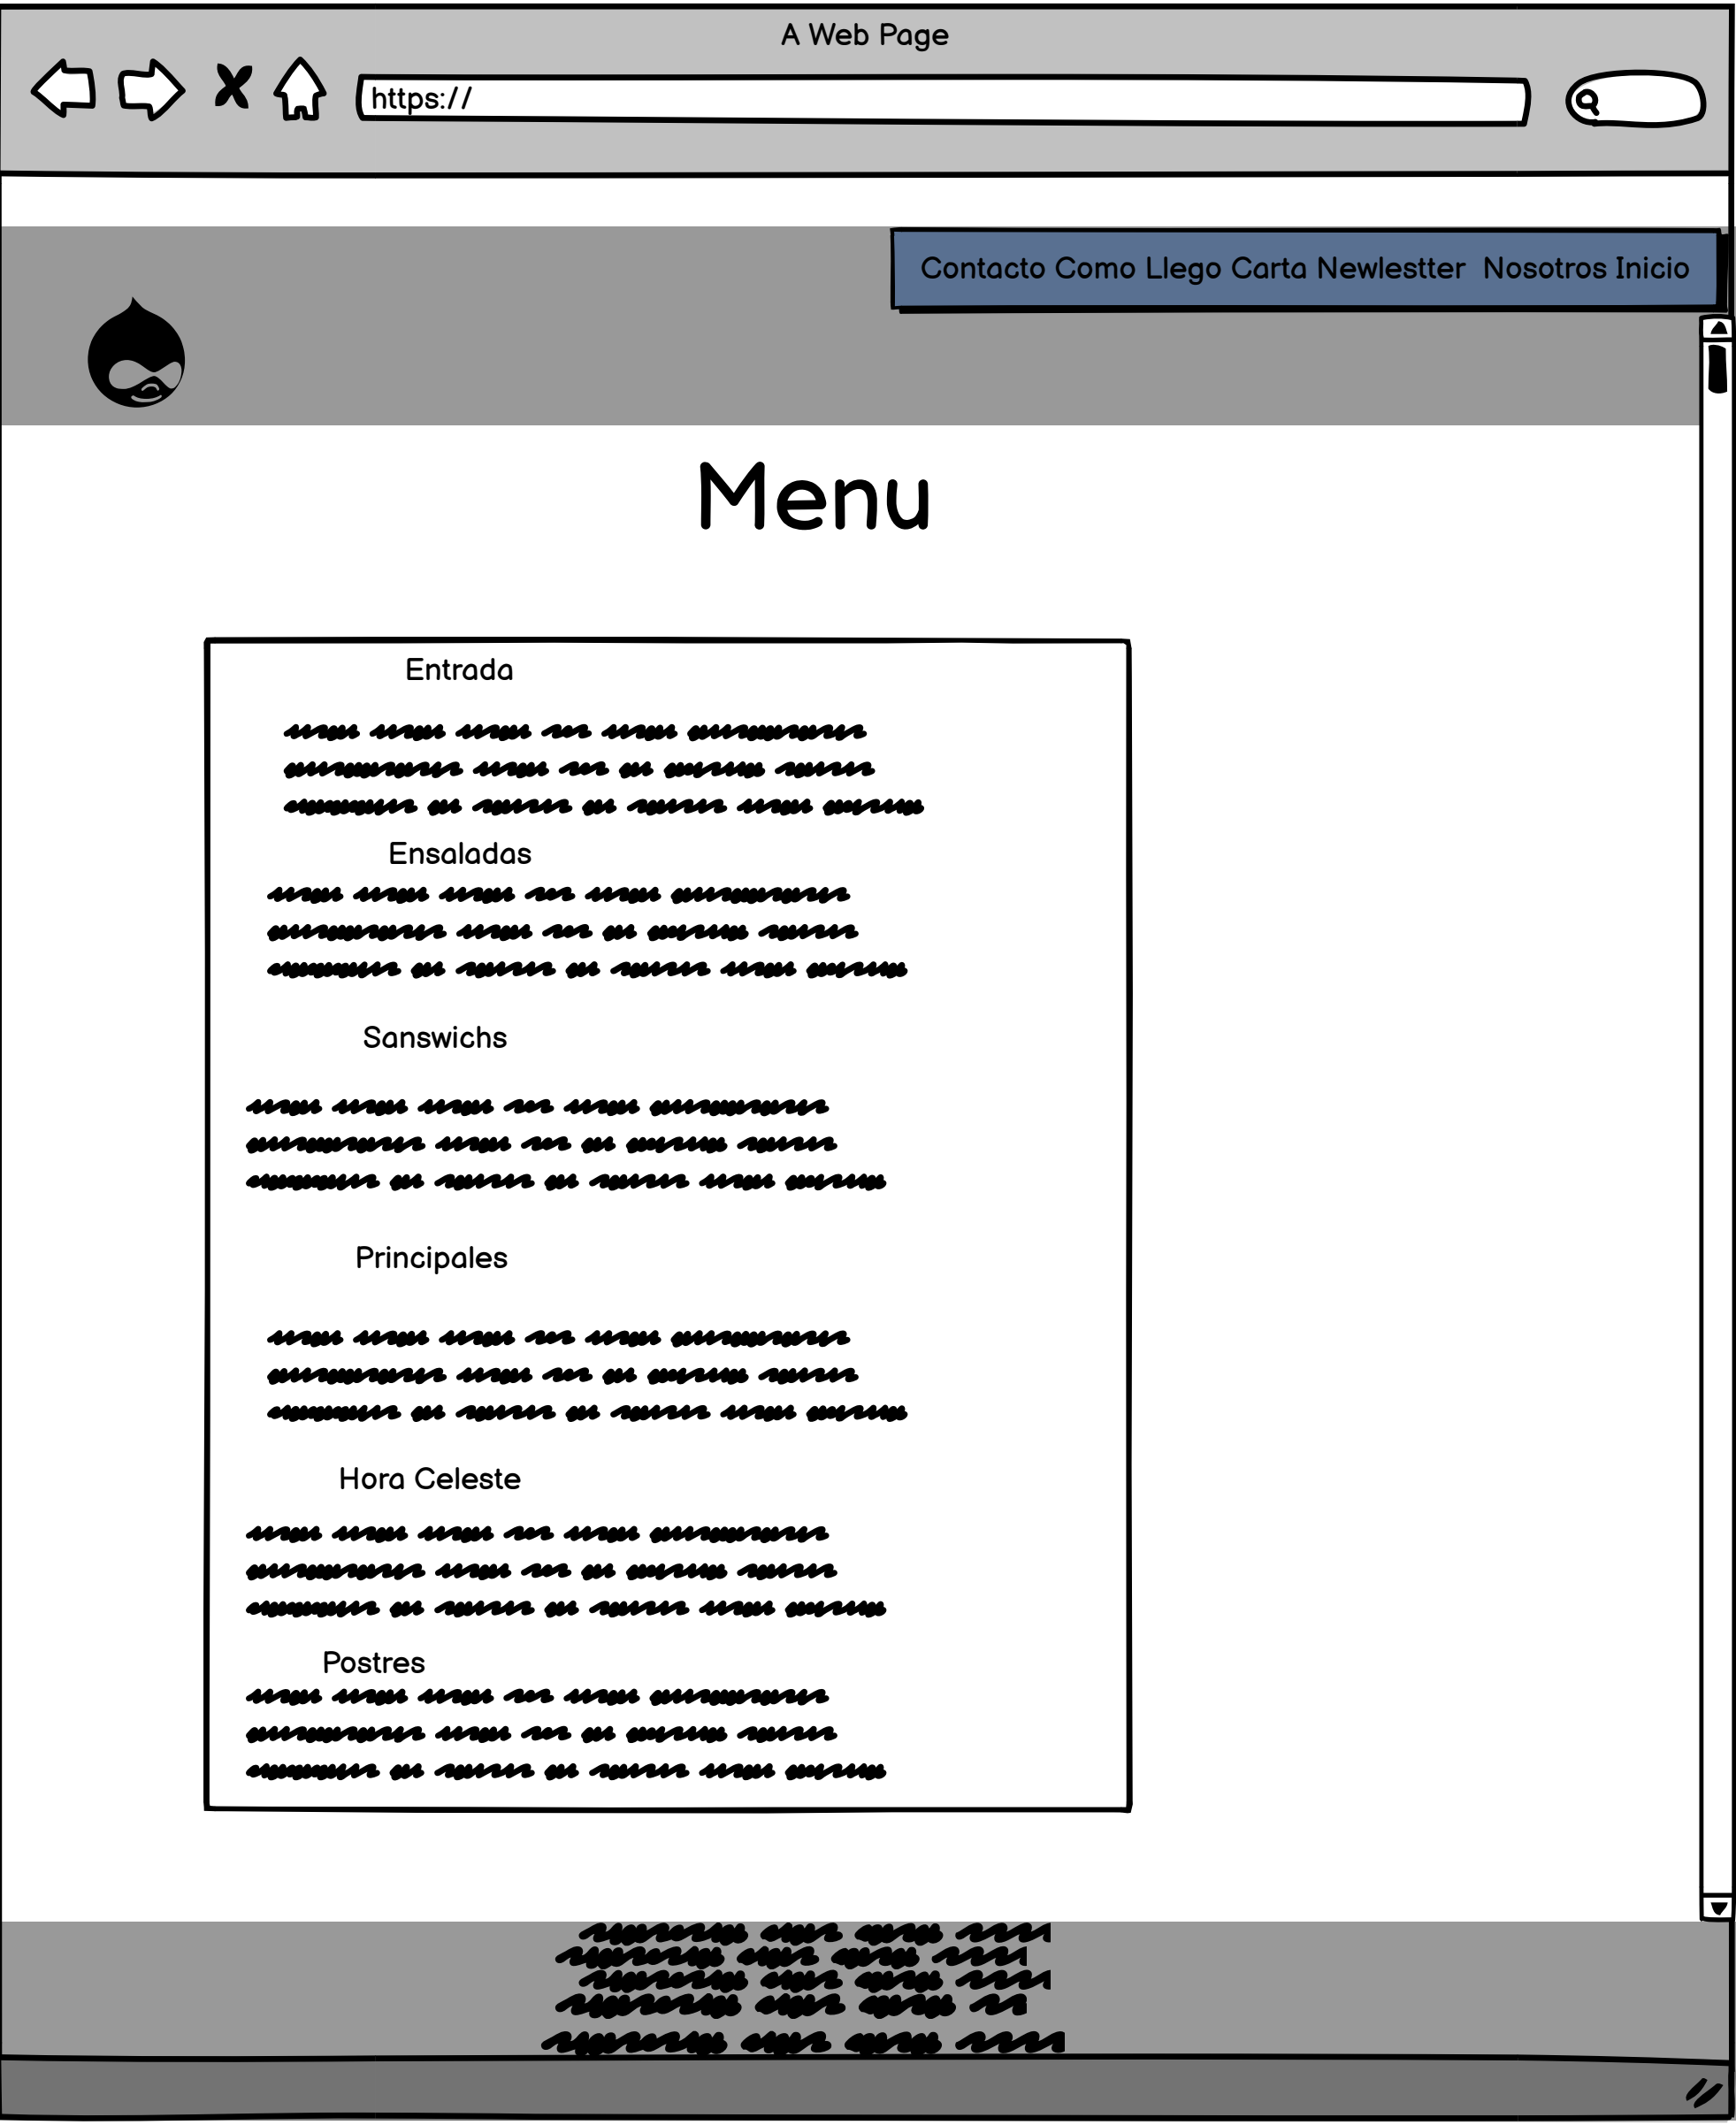 A Web Page
https://
Contacto Como Llego Carta Newlestter Nosotros Inicio
Menu
Entrada
Ensaladas
Sanswichs
Principales
Hora Celeste
Postres